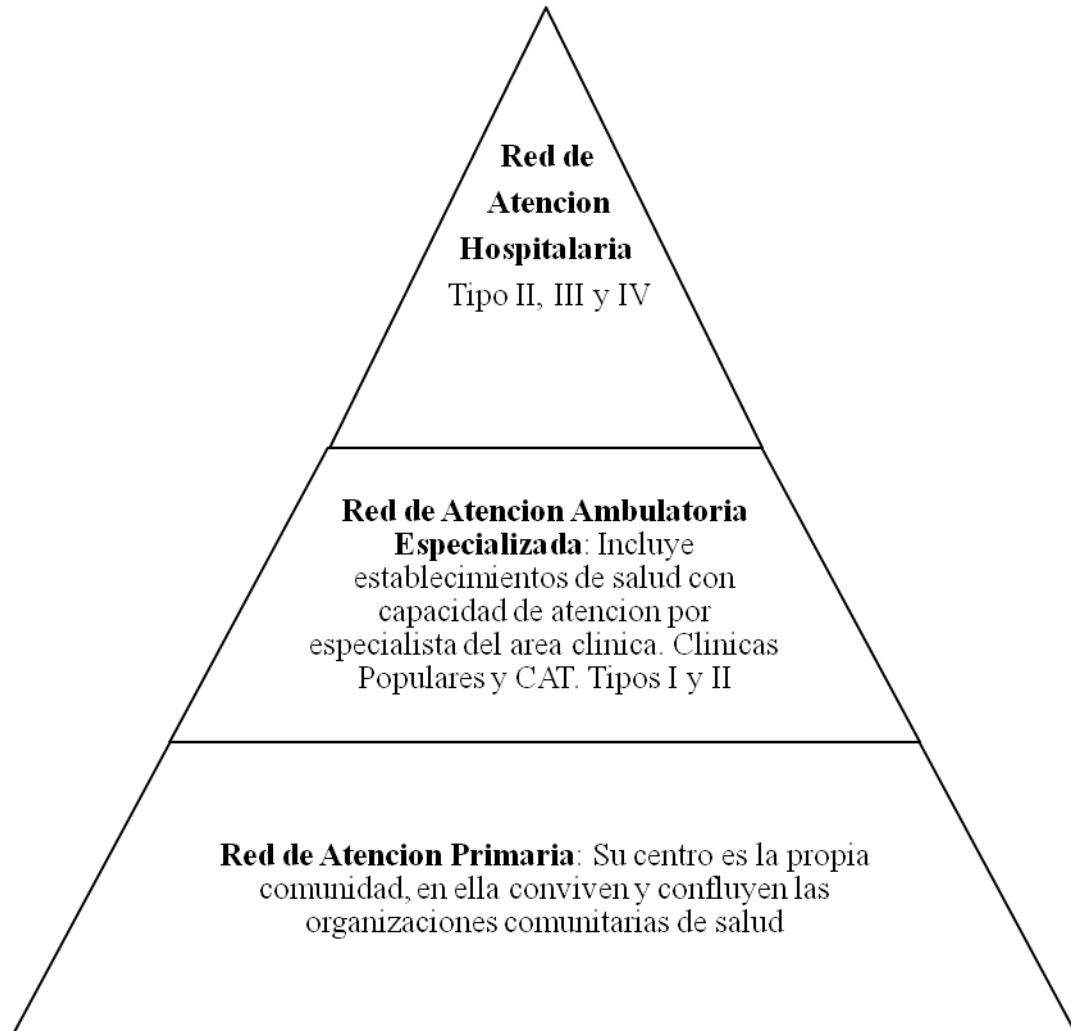 Red de
Atencion
Hospitalaria
Tipo II, III y IV
Red de Atencion Ambulatoria
Especializada: Incluye
establecimientos de salud con
capacidad de atencion por
especialista del area clinica. Clinicas
Populares y CAT. Tipos I y II
Red de Atencion Primaria: Su centro es la propia
comunidad, en ella conviven y confluyen las
organizaciones comunitarias de salud